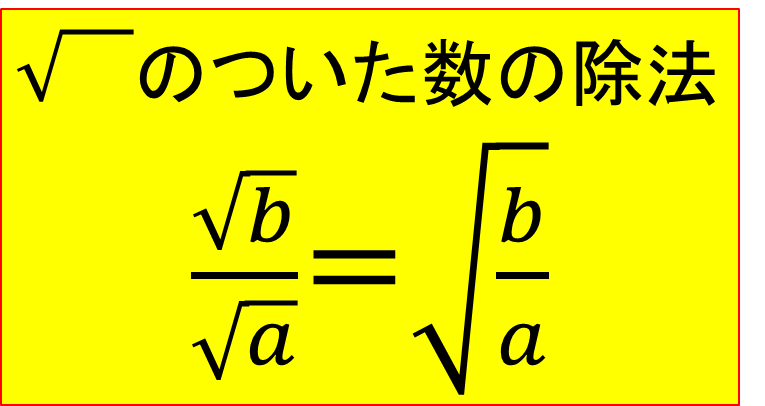 √ のついた数の除法
√b/√a = √(b/a)